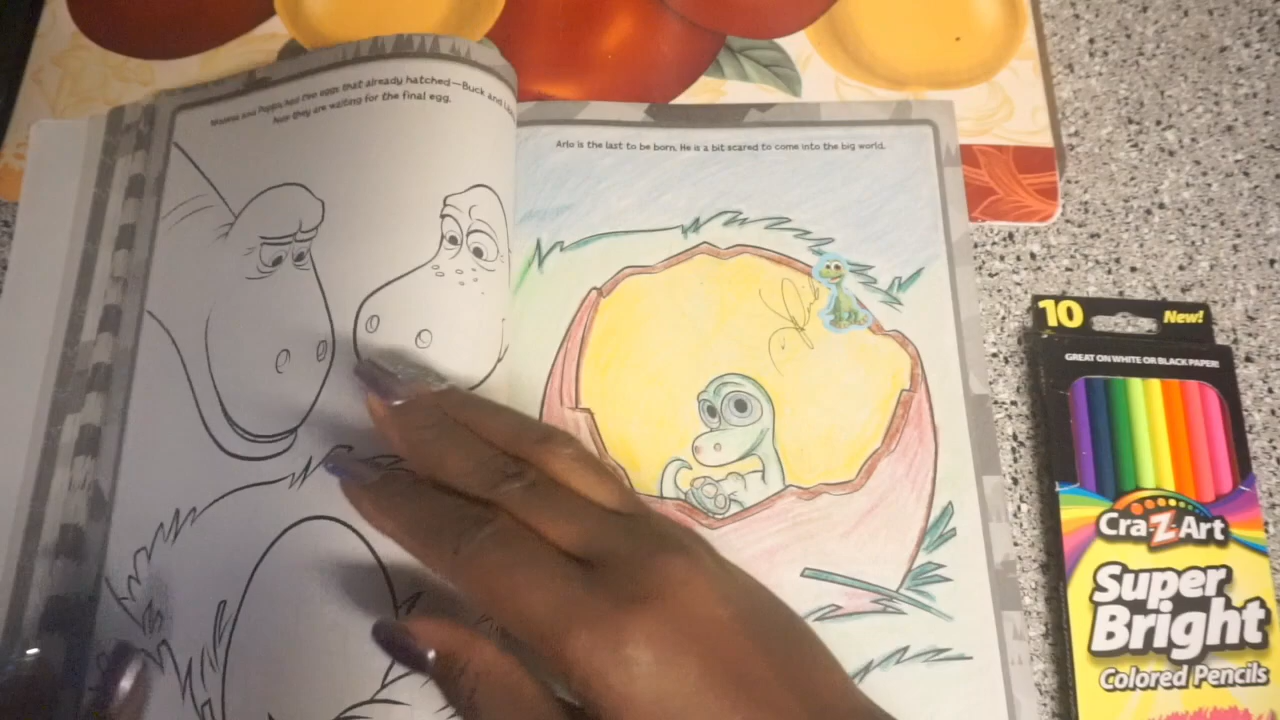 Momma and Poppa had two eggs that already hatched—Buck and
Now they are waiting for the final egg.
Arlo is the last to be born. He is a bit scared to come into the big world.
10
New!
GREAT ON WHITE OR BLACK PAPER!
Cra-Z-Art
Super
Bright
Colored Pencils